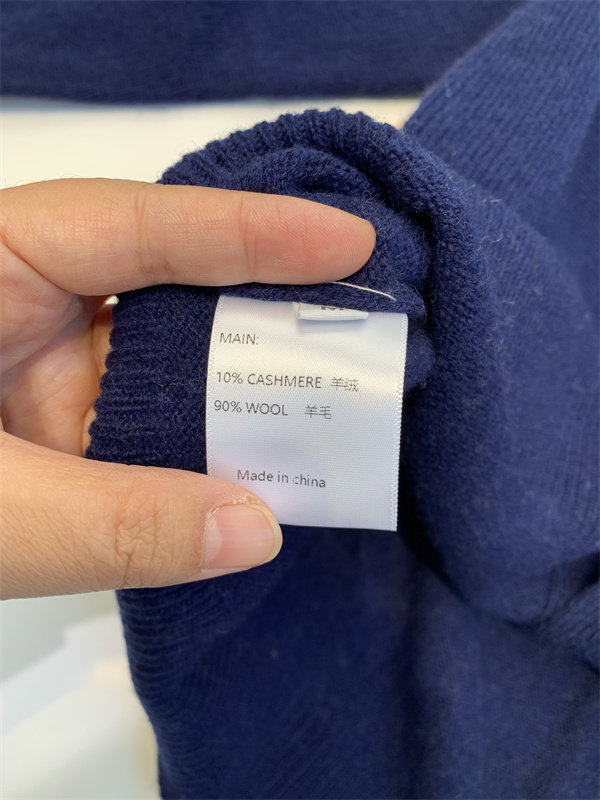 MAIN:
10% CASHMERE 羊绒
90% WOOL 羊毛
Made in china